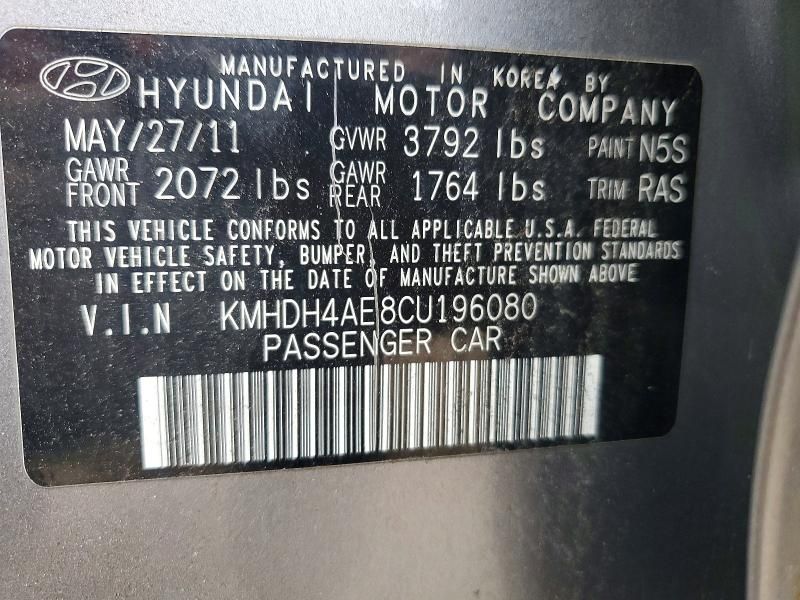 MANUFACTURED IN KOREA BY
HYUNDAI MOTOR COMPANY
MAY/27/11 GVWR 3792 lbs PAINT N5S
GAWR FRONT 2072 lbs GAWR REAR 1764 lbs TRIM RAS
THIS VEHICLE CONFORMS TO ALL APPLICABLE U.S.A. FEDERAL
MOTOR VEHICLE SAFETY, BUMPER, AND THEFT PREVENTION STANDARDS
IN EFFECT ON THE DATE OF MANUFACTURE SHOWN ABOVE
V.I.N KMHDH4AE8CU196080
PASSENGER CAR